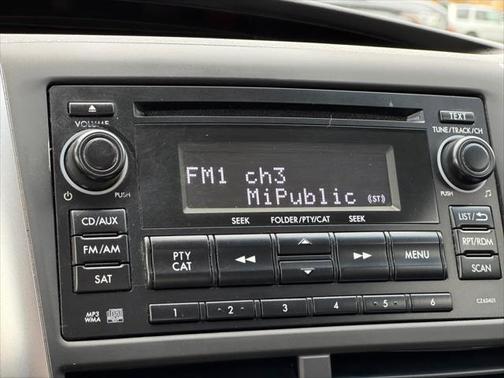 TEXT
VOLUME
TUNE/TRACK/CH
FM1 ch3
MiPublic (ST)
PUSH
PUSH
SEEK FOLDER/PTY/CAT SEEK
CD/AUX
FM/AM
SAT
PTY
CAT
MENU
LIST/
RPT/RDM
SCAN
MP3
WMA
1 2 3 4 5 6